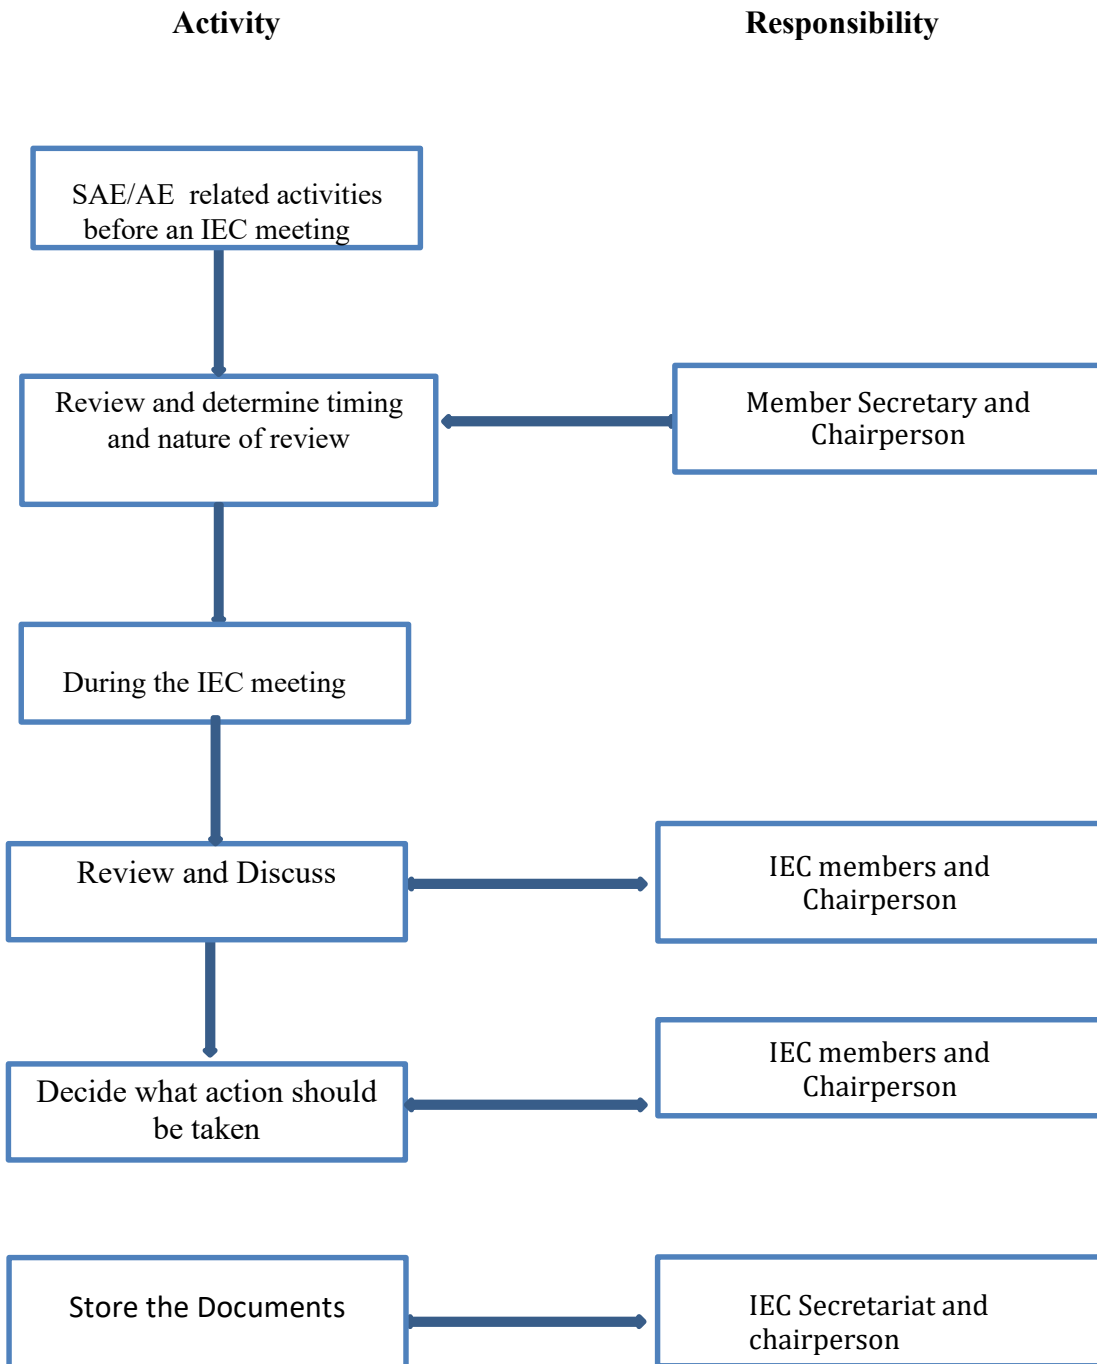 Activity
Responsibility
SAE/AE related activities
before an IEC meeting
Review and determine timing
and nature of review
Member Secretary and
Chairperson
During the IEC meeting
Review and Discuss
IEC members and
Chairperson
Decide what action should
be taken
IEC members and
Chairperson
Store the Documents
IEC Secretariat and
chairperson